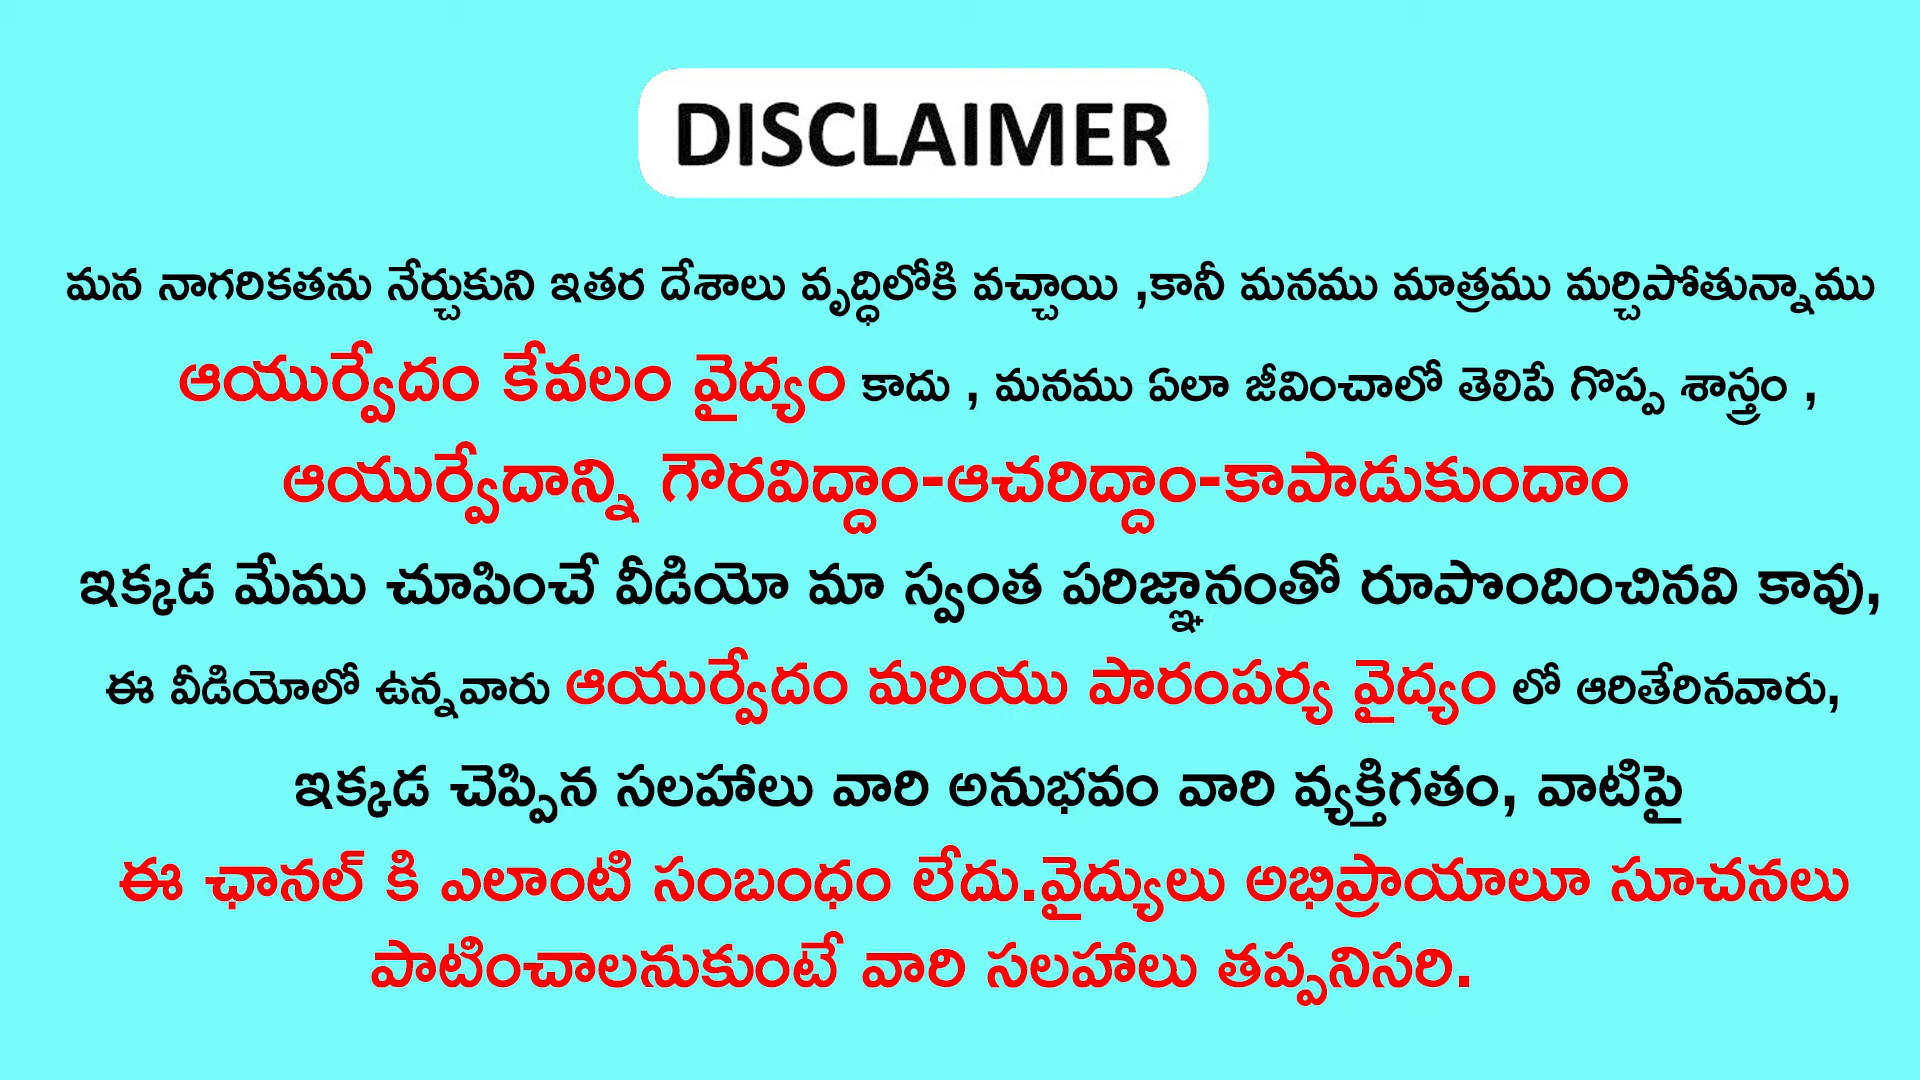 DISCLAIMER
మన నాగరికతను నేర్చుకుని ఇతర దేశాలు వృద్ధిలోకి వచ్చాయి ,కానీ మనము మాత్రము మర్చిపోతున్నాము
ఆయుర్వేదం కేవలం వైద్యం కాదు , మనము ఏలా జీవించాలో తెలిపే గొప్ప శాస్త్రం ,
ఆయుర్వేదాన్ని గౌరవిద్దాం-ఆచరిద్దాం-కాపాడుకుందాం
ఇక్కడ మేము చూపించే వీడియో మా స్వంత పరిజ్ఞానంతో రూపొందించినవి కావు,
ఈ వీడియోలో ఉన్నవారు ఆయుర్వేదం మరియు పారంపర్య వైద్యం లో ఆరితేరినవారు,
ఇక్కడ చెప్పిన సలహాలు వారి అనుభవం వారి వ్యక్తిగతం, వాటిపై
ఈ ఛానల్ కి ఎలాంటి సంబంధం లేదు.వైద్యులు అభిప్రాయాలూ సూచనలు
పాటించాలనుకుంటే వారి సలహాలు తప్పనిసరి.